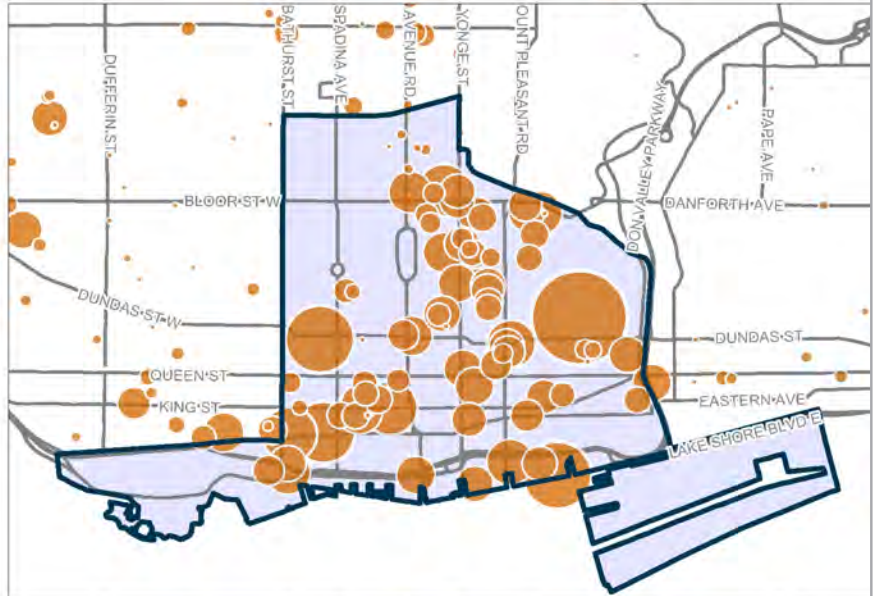 DUFFERIN ST
BATHURST ST
SPADINA AVE
AVENUE RD
YONGE ST
OUNT PLEASANT RD
DON VALLEY PARKWAY
PAPE AVE
BLOOR ST W
DANFORTH AVE
DUNDAS ST W
DUNDAS ST
QUEEN ST
KING ST
EASTERN AVE
LAKE SHORE BLVD E